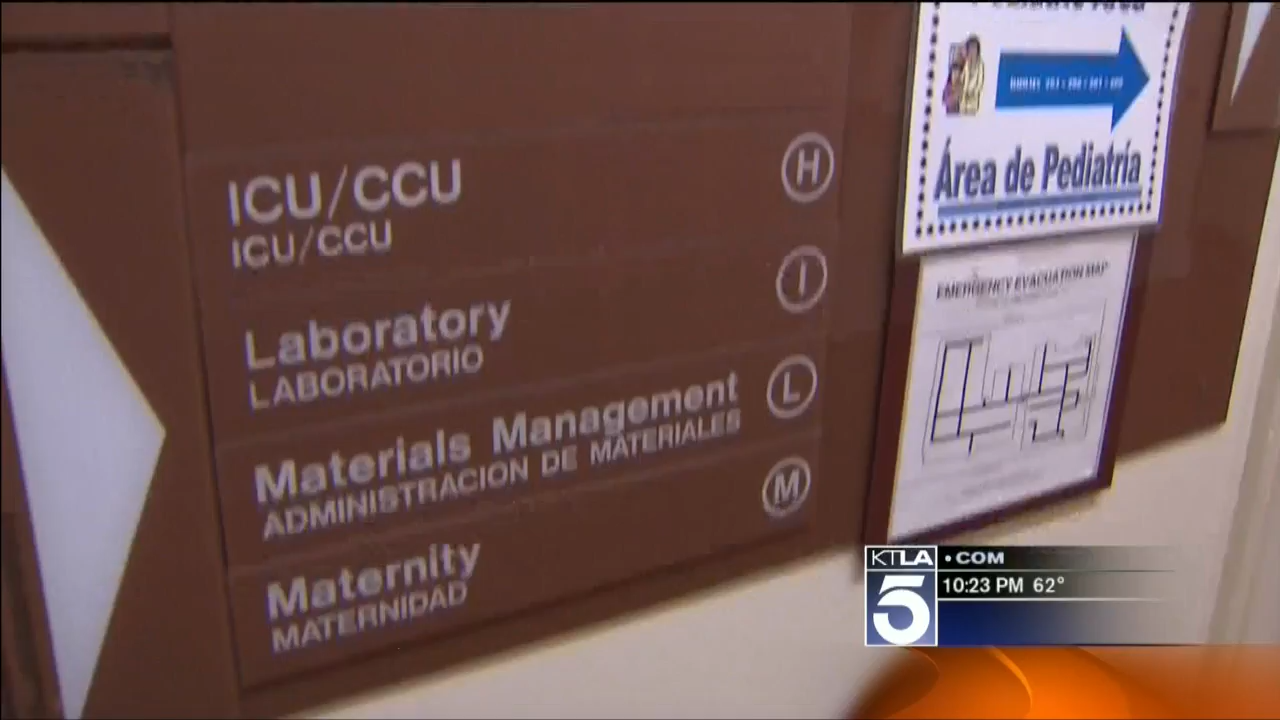 ICU/CCU
ICU/CCU
H
Laboratory
LABORATORIO
I
Materials Management
ADMINISTRACION DE MATERIALES
L
Maternity
MATERNIDAD
M
Área de Pediatría
EMERGENCY EVACUATION MAP
KTLA .COM
5
10:23 PM 62°